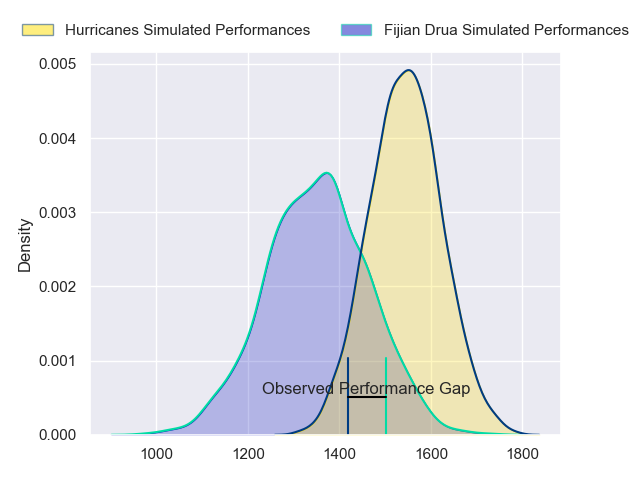 Hurricanes Simulated Performances
Fijian Drua Simulated Performances
0.005
0.004
0.003
0.002
0.001
0.000
Density
Observed Performance Gap
1000
1200
1400
1600
1800